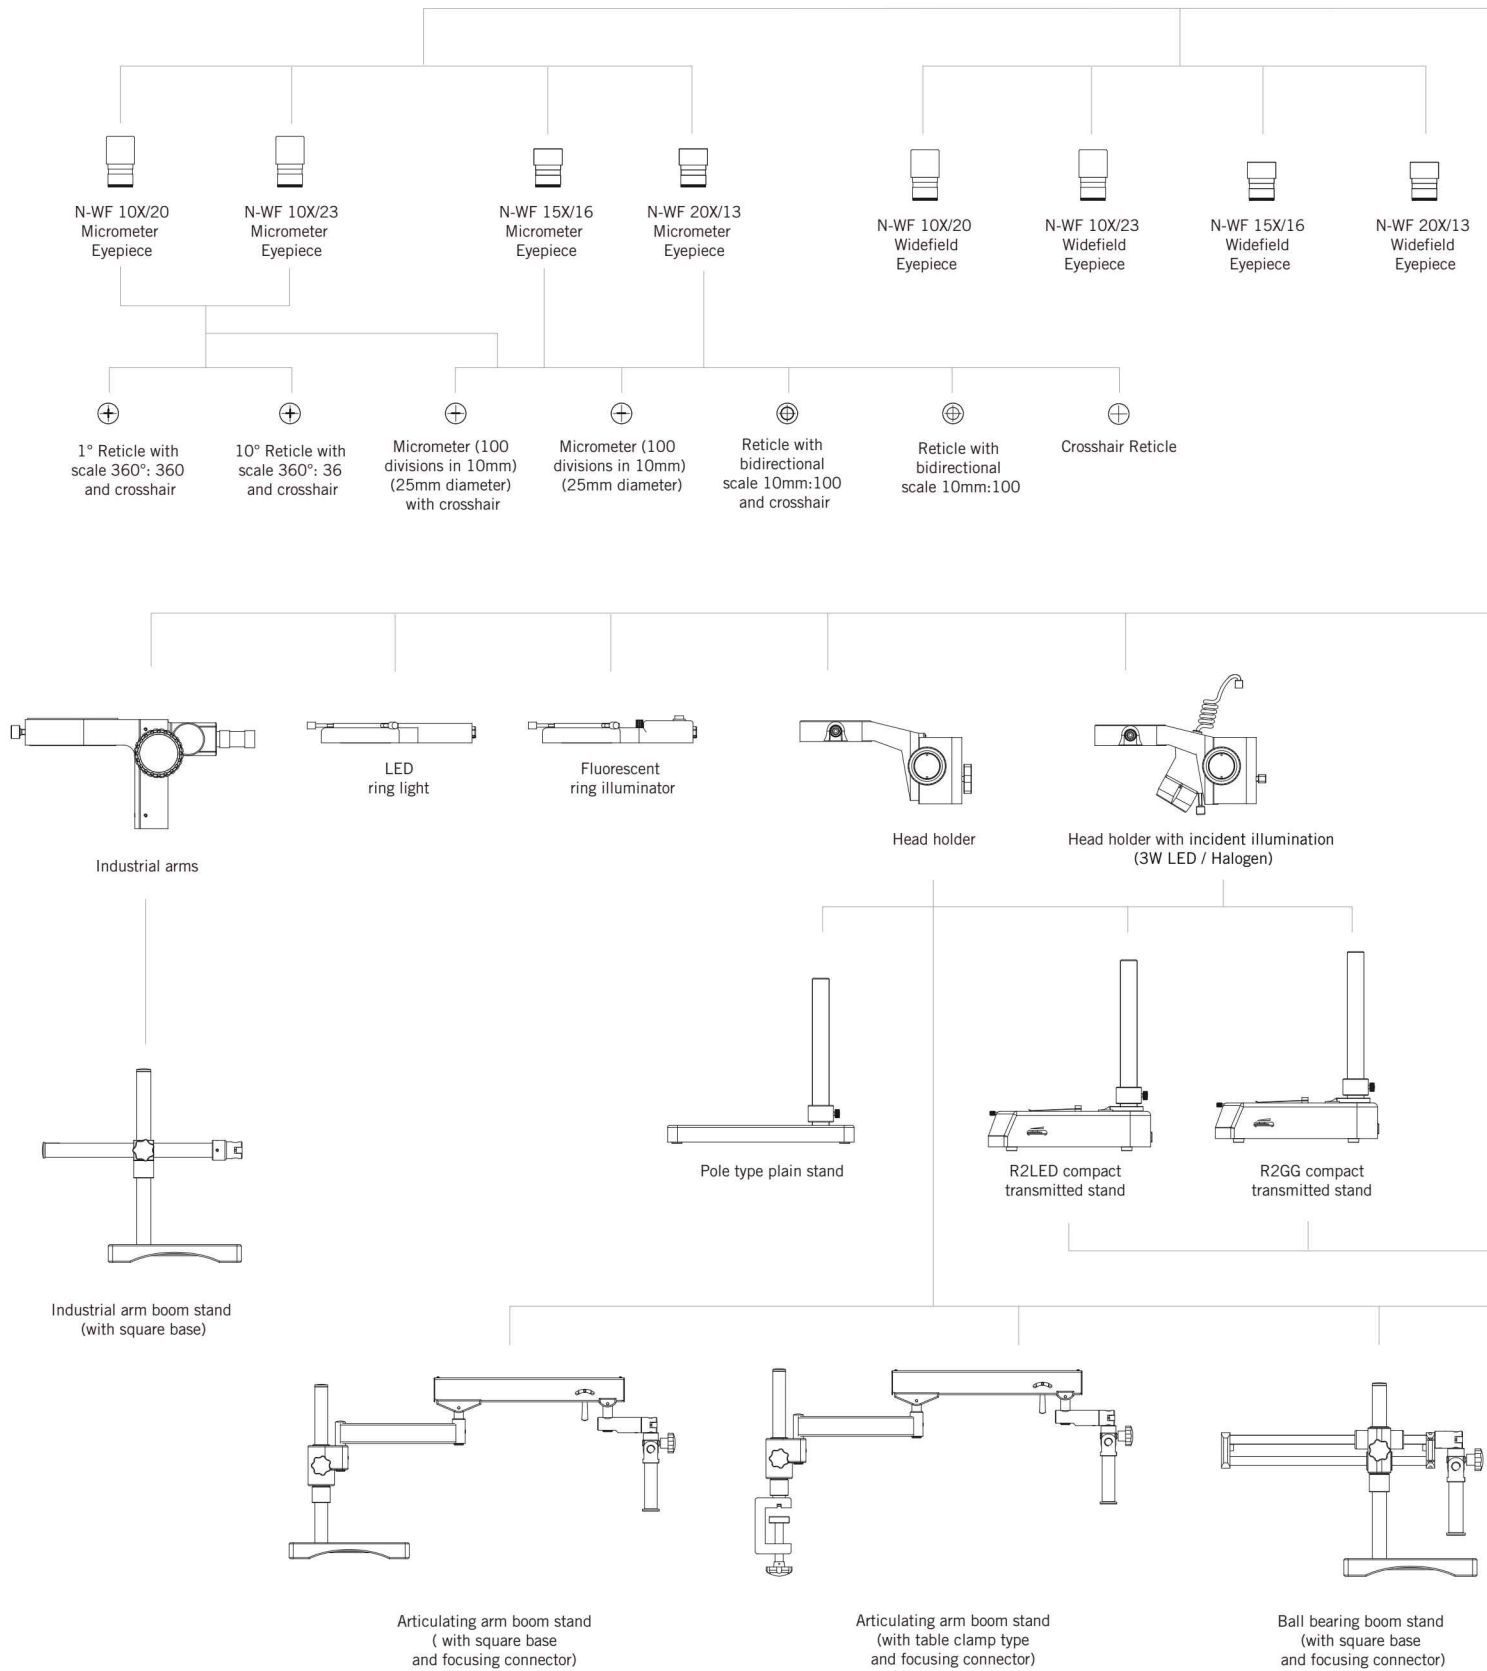 N-WF 10X/20
Micrometer
Eyepiece
N-WF 10X/23
Micrometer
Eyepiece
N-WF 15X/16
Micrometer
Eyepiece
N-WF 20X/13
Micrometer
Eyepiece
N-WF 10X/20
Widefield
Eyepiece
N-WF 10X/23
Widefield
Eyepiece
N-WF 15X/16
Widefield
Eyepiece
N-WF 20X/13
Widefield
Eyepiece
1° Reticle with
scale 360°: 360
and crosshair
10° Reticle with
scale 360°: 36
and crosshair
Micrometer (100
divisions in 10mm)
(25mm diameter)
with crosshair
Micrometer (100
divisions in 10mm)
(25mm diameter)
Reticle with
bidirectional
scale 10mm:100
and crosshair
Reticle with
bidirectional
scale 10mm:100
Crosshair Reticle
Industrial arms
LED
ring light
Fluorescent
ring illuminator
Head holder
Head holder with incident illumination
(3W LED / Halogen)
Pole type plain stand
R2LED compact
transmitted stand
R2GG compact
transmitted stand
Industrial arm boom stand
(with square base)
Articulating arm boom stand
( with square base
and focusing connector)
Articulating arm boom stand
(with table clamp type
and focusing connector)
Ball bearing boom stand
(with square base
and focusing connector)